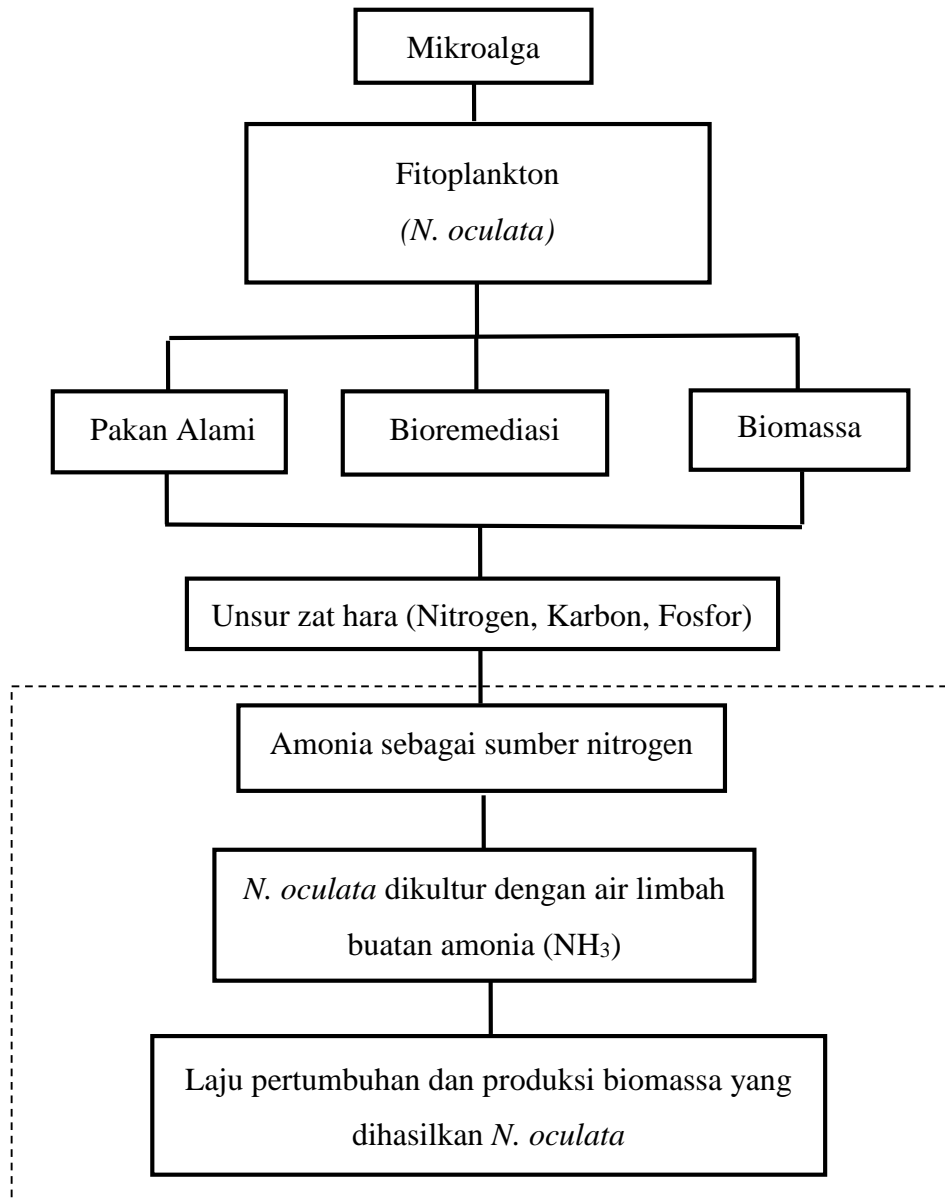 Mikroalga
Fitoplankton
(N. oculata)
Pakan Alami
Bioremediasi
Biomassa
Unsur zat hara (Nitrogen, Karbon, Fosfor)
Amonia sebagai sumber nitrogen
N. oculata dikultur dengan air limbah
buatan amonia (NH₃)
Laju pertumbuhan dan produksi biomassa yang
dihasilkan N. oculata